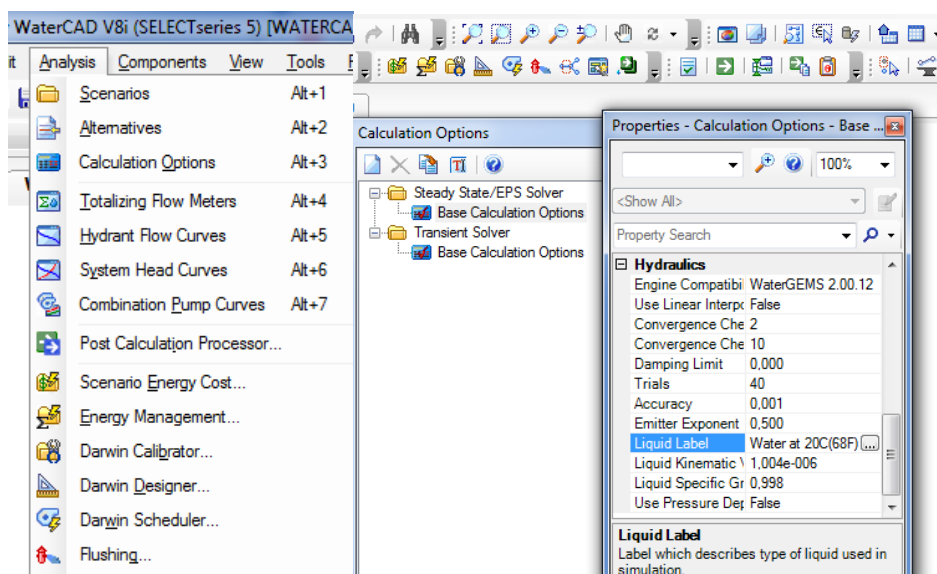 WaterCAD V8i (SELECTseries 5) [WATERCA
it Analysis Components View Tools F
Scenarios Alt+1
Alternatives Alt+2
Calculation Options Alt+3
Totalizing Flow Meters Alt+4
Hydrant Flow Curves Alt+5
System Head Curves Alt+6
Combination Pump Curves Alt+7
Post Calculation Processor...
Scenario Energy Cost...
Energy Management...
Darwin Calibrator...
Darwin Designer...
Darwin Scheduler...
Flushing...
Calculation Options
Steady State/EPS Solver
Base Calculation Options
Transient Solver
Base Calculation Options
Properties - Calculation Options - Base ...
100%
<Show All>
Property Search
Hydraulics
Engine Compatibi WaterGEMS 2.00.12
Use Linear Interpo False
Convergence Che 2
Convergence Che 10
Damping Limit 0,000
Trials 40
Accuracy 0,001
Emitter Exponent 0,500
Liquid Label Water at 20C(68F) ...
Liquid Kinematic V 1,004e-006
Liquid Specific Gr 0,998
Use Pressure Dep False
Liquid Label
Label which describes type of liquid used in
simulation.